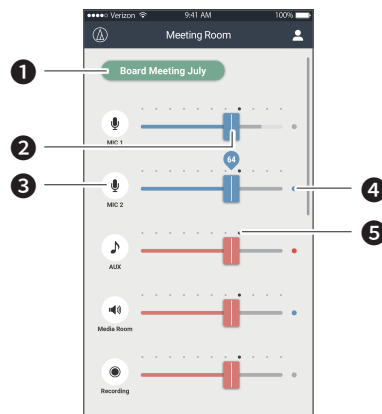 ●●●●○ Verizon 9:41 AM 100%
Meeting Room
1 Board Meeting July
MIC 1
2
64
3 4
MIC 2
5
AUX
Media Room
Recording